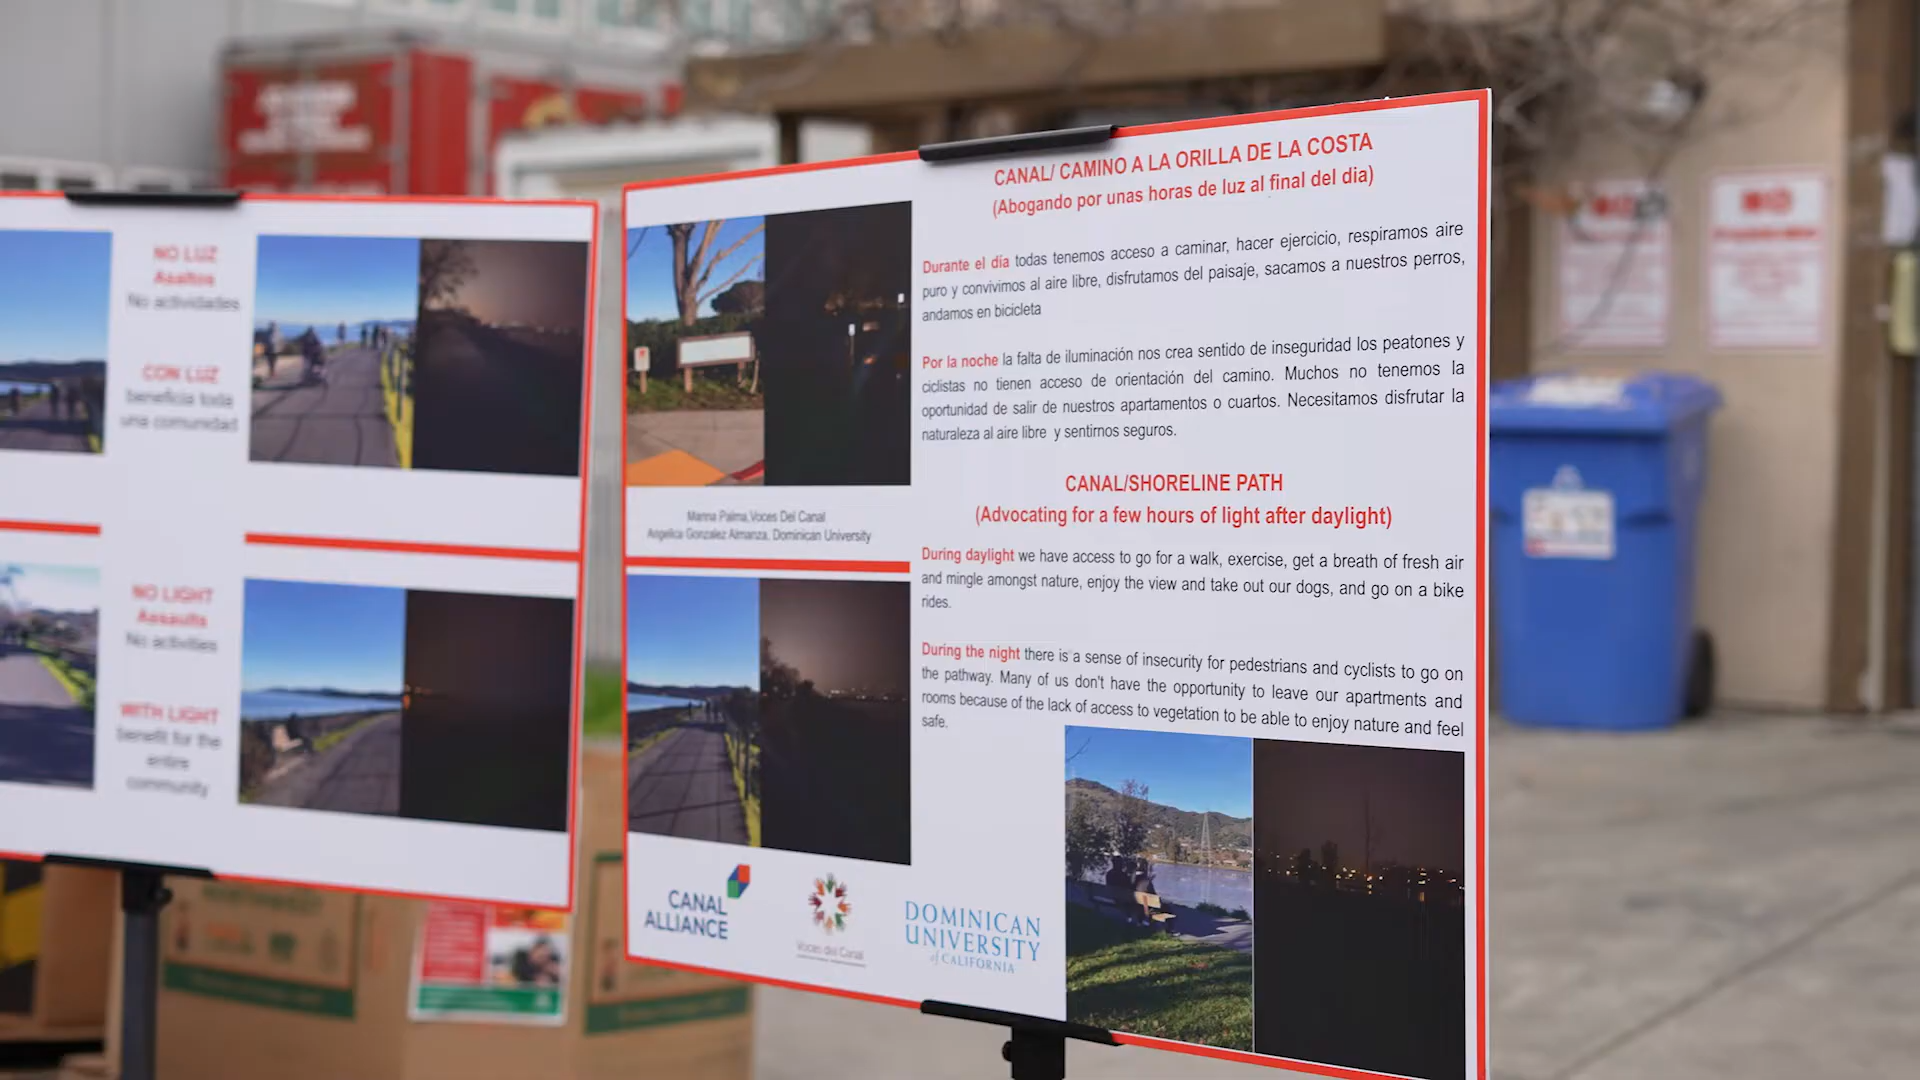 NO LUZ
Asaltos
No actividades
CON LUZ
beneficia toda
una comunidad
NO LIGHT
Assaults
No activities
WITH LIGHT
benefit for the
entire
community
CANAL/ CAMINO A LA ORILLA DE LA COSTA
(Abogando por unas horas de luz al final del dia)
Durante el día todas tenemos acceso a caminar, hacer ejercicio, respiramos aire
puro y convivimos al aire libre, disfrutamos del paisaje, sacamos a nuestros perros,
andamos en bicicleta
Por la noche la falta de iluminación nos crea sentido de inseguridad los peatones y
ciclistas no tienen acceso de orientación del camino. Muchos no tenemos la
oportunidad de salir de nuestros apartamentos o cuartos. Necesitamos disfrutar la
naturaleza al aire libre y sentirnos seguros.
CANAL/SHORELINE PATH
(Advocating for a few hours of light after daylight)
During daylight we have access to go for a walk, exercise, get a breath of fresh air
and mingle amongst nature, enjoy the view and take out our dogs, and go on a bike
rides.
During the night there is a sense of insecurity for pedestrians and cyclists to go on
the pathway. Many of us don't have the opportunity to leave our apartments and
rooms because of the lack of access to vegetation to be able to enjoy nature and feel
safe.
Palma, Voces Del Canal
Angelica Gonzalez Almanza, Dominican University
CANAL
ALLIANCE
Voces del Canal
DOMINICAN
UNIVERSITY
of CALIFORNIA
NO